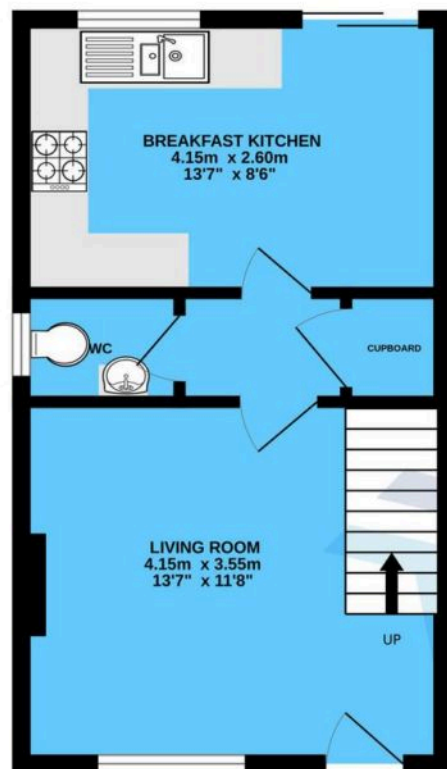 BREAKFAST KITCHEN
4.15m x 2.60m
13'7" x 8'6"
WC
CUPBOARD
LIVING ROOM
4.15m x 3.55m
13'7" x 11'8"
UP